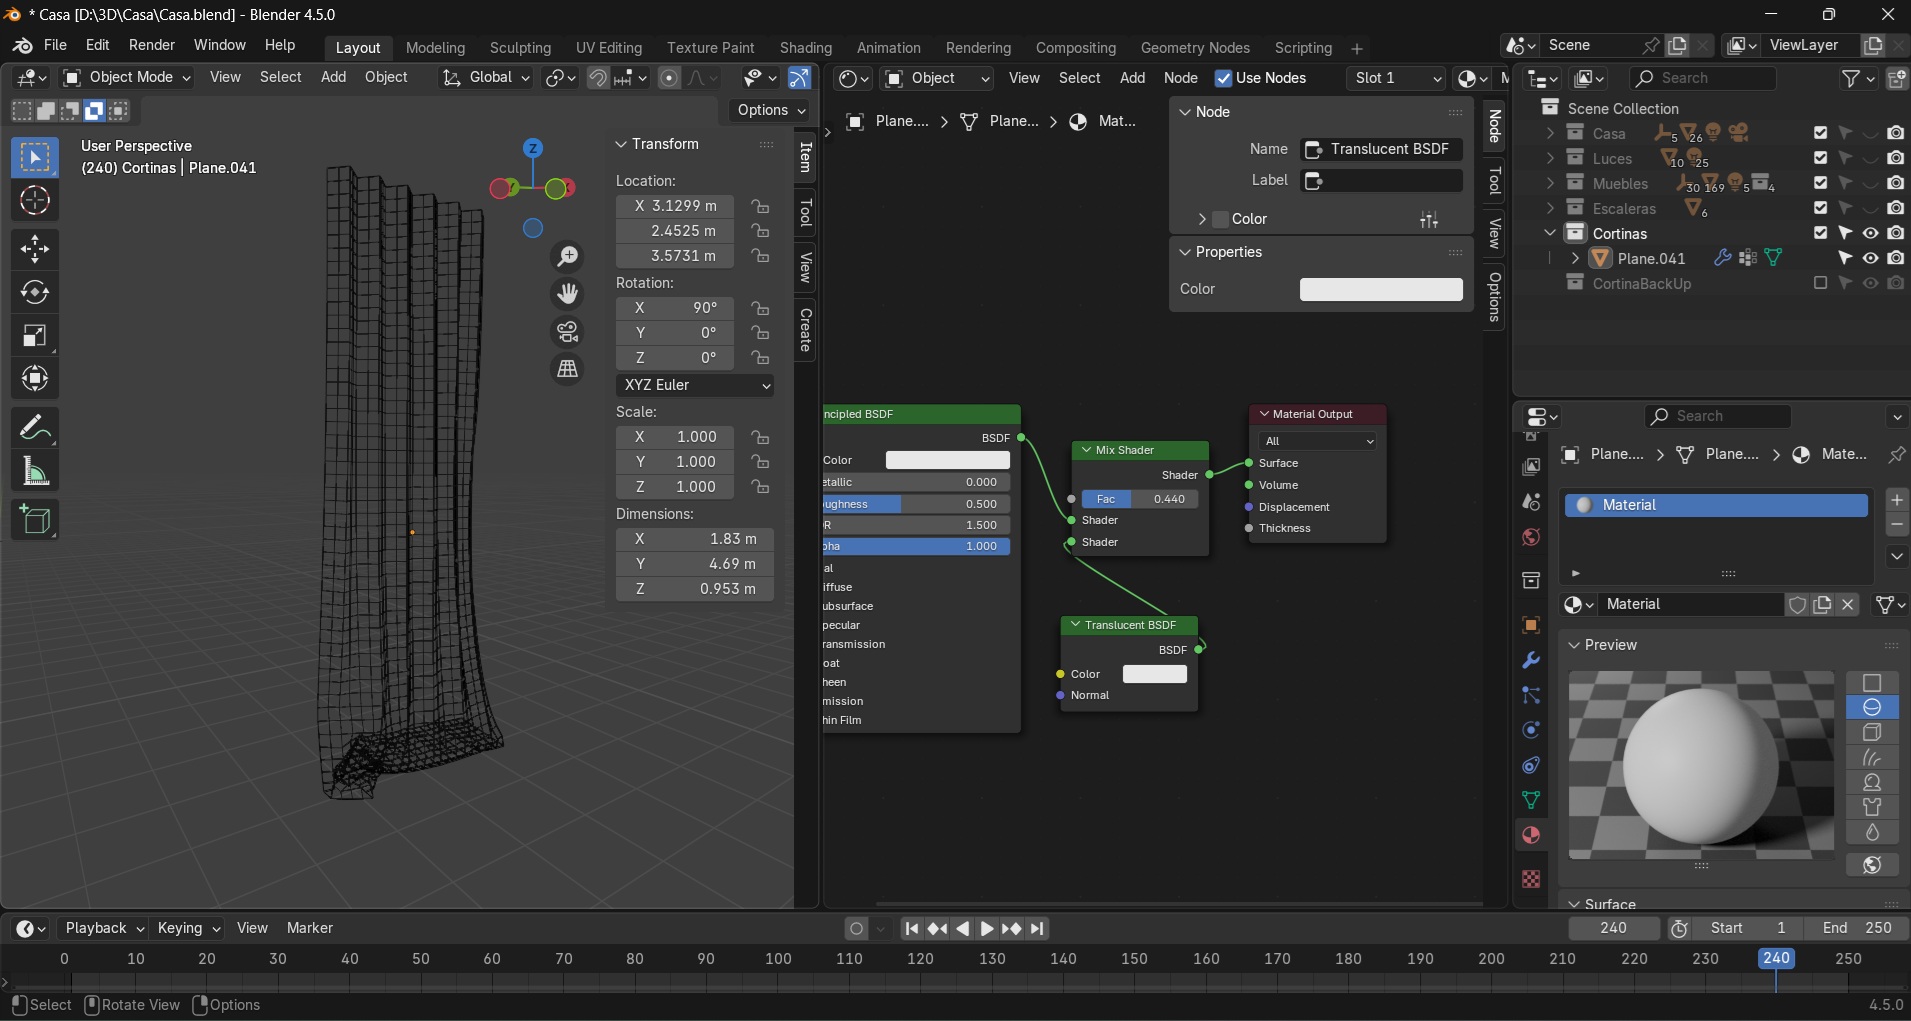 * Casa [D:\3D\Casa\Casa.blend] - Blender 4.5.0
File Edit Render Window Help
Layout Modeling Sculpting UV Editing Texture Paint Shading Animation Rendering Compositing Geometry Nodes Scripting +
Scene
ViewLayer
Object Mode View Select Add Object Global
Object View Select Add Node Use Nodes Slot 1 M
Search
Options
User Perspective
(240) Cortinas | Plane.041
Z
Y
X
Transform
Location:
X 3.1299 m
2.4525 m
3.5731 m
Rotation:
X 90°
Y 0°
Z 0°
XYZ Euler
Scale:
X 1.000
Y 1.000
Z 1.000
Dimensions:
X 1.83 m
Y 4.69 m
Z 0.953 m
Item
Tool
View
Create
Plane.... Plane... Mat...
Node
Name Translucent BSDF
Label
Color
Properties
Color
Node
Tool
View
Options
ncipled BSDF
BSDF
Color
etallic 0.000
ughness 0.500
R 1.500
pha 1.000
al
iffuse
ubsurface
pecular
ransmission
oat
heen
mission
hin Film
Mix Shader
Shader
Fac 0.440
Shader
Shader
Material Output
All
Surface
Volume
Displacement
Thickness
Translucent BSDF
BSDF
Color
Normal
Scene Collection
Casa 5 26
Luces 10 25
Muebles 30 169 5 4
Escaleras 6
Cortinas
Plane.041
CortinaBackUp
Search
Plane.... Plane.... Mate...
Material
Material
Preview
Surface
Playback Keying View Marker
240 Start 1 End 250
0 10 20 30 40 50 60 70 80 90 100 110 120 130 140 150 160 170 180 190 200 210 220 230 240 250
Select Rotate View Options
4.5.0